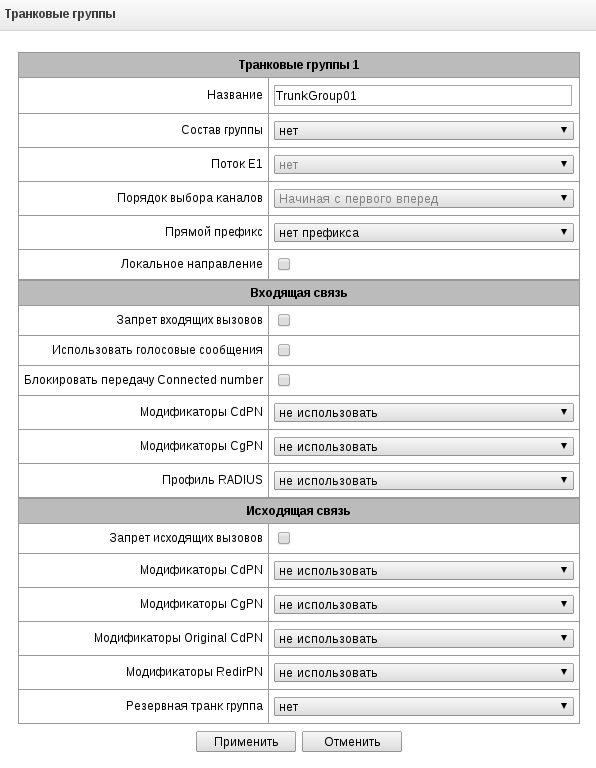 Транковые группы
Транковые группы 1
Название TrunkGroup01
Состав группы нет
Поток E1 нет
Порядок выбора каналов Начиная с первого вперед
Прямой префикс нет префикса
Локальное направление
Входящая связь
Запрет входящих вызовов
Использовать голосовые сообщения
Блокировать передачу Connected number
Модификаторы CdPN не использовать
Модификаторы CgPN не использовать
Профиль RADIUS не использовать
Исходящая связь
Запрет исходящих вызовов
Модификаторы CdPN не использовать
Модификаторы CgPN не использовать
Модификаторы Original CdPN не использовать
Модификаторы RedirPN не использовать
Резервная транк группа нет
Применить Отменить